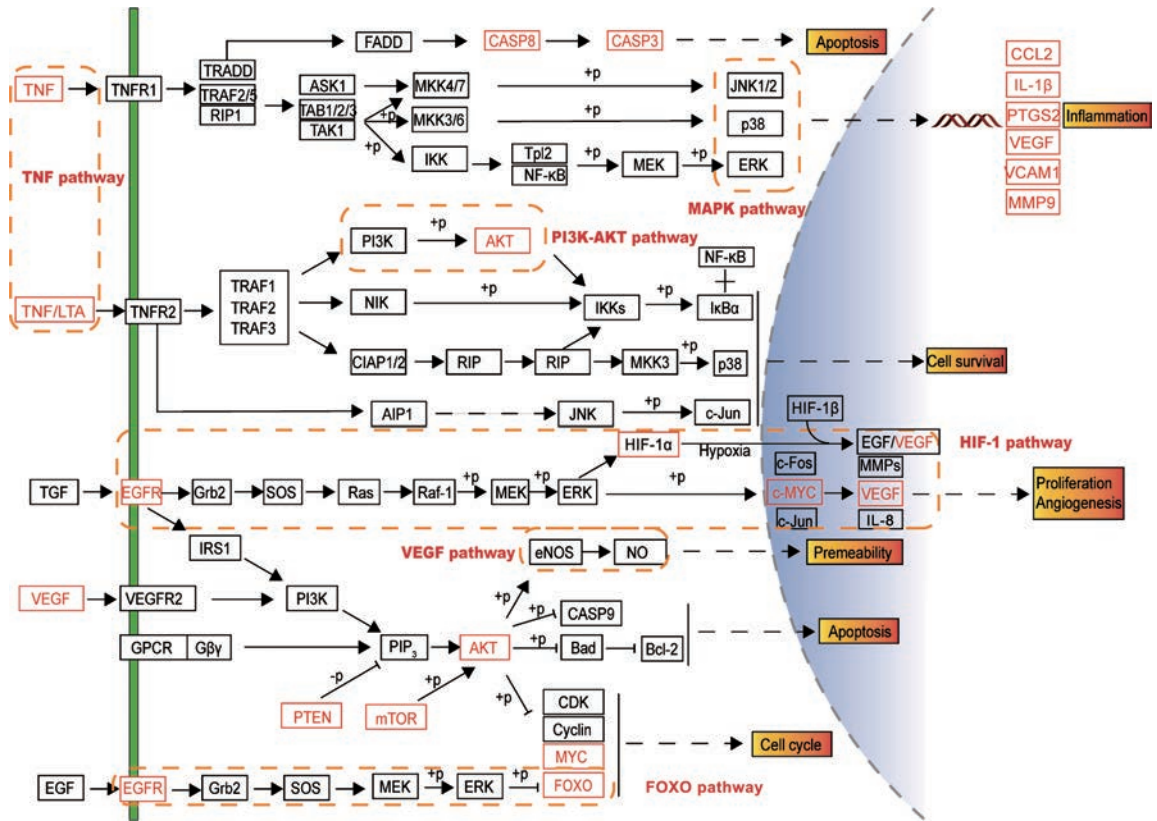 FADD
CASP8
CASP3
Apoptosis
CCL2
TNF
TNFR1
TRADD
TRAF2/5
RIP1
ASK1
TAB1/2/3
TAK1
MKK4/7
+p
JNK1/2
IL-1β
+p
MKK3/6
+p
p38
PTGS2
Inflammation
+p
IKK
Tpl2
NF-κB
+p
MEK
+p
ERK
VEGF
VCAM1
MMP9
TNF pathway
MAPK pathway
PI3K
+p
AKT
PI3K-AKT pathway
NF-κB
TNF/LTA
TNFR2
TRAF1
TRAF2
TRAF3
NIK
+p
IKKs
+p
IκBα
CIAP1/2
RIP
RIP
MKK3
+p
p38
Cell survival
AIP1
JNK
+p
c-Jun
HIF-1β
HIF-1α
Hypoxia
EGF/VEGF
HIF-1 pathway
TGF
EGFR
Grb2
SOS
Ras
Raf-1
+p
MEK
+p
ERK
+p
c-Fos
c-MYC
c-Jun
MMPs
VEGF
IL-8
Proliferation
Angiogenesis
IRS1
VEGF pathway
eNOS
NO
Premeability
VEGF
VEGFR2
PI3K
+p
CASP9
+p
GPCR
Gβγ
PIP3
AKT
+p
Bad
Bcl-2
Apoptosis
-p
+p
+p
PTEN
mTOR
CDK
Cyclin
MYC
Cell cycle
EGF
EGFR
Grb2
SOS
MEK
+p
ERK
+p
FOXO
FOXO pathway